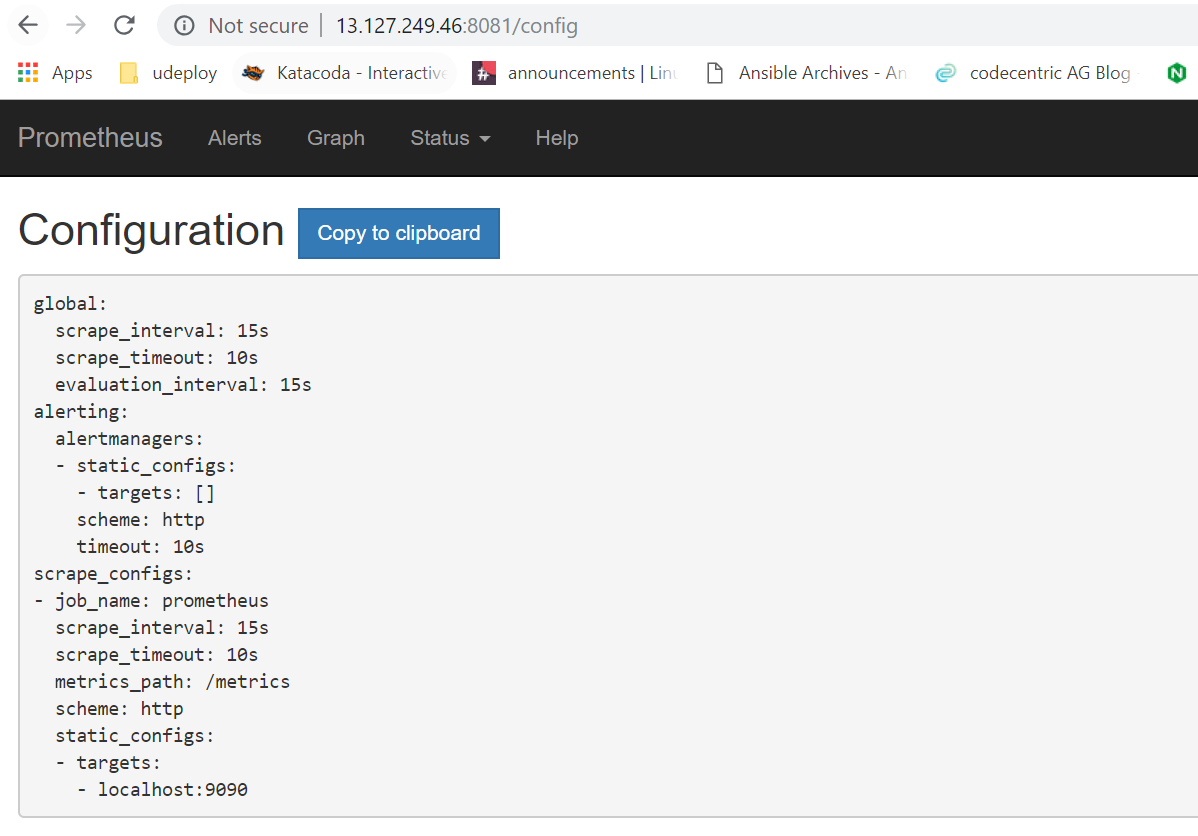 Not secure | 13.127.249.46:8081/config
Apps udeploy Katacoda - Interactive announcements | Linu Ansible Archives - An codecentric AG Blog N
Prometheus Alerts Graph Status Help
Configuration Copy to clipboard
global:
  scrape_interval: 15s
  scrape_timeout: 10s
  evaluation_interval: 15s
alerting:
  alertmanagers:
  - static_configs:
    - targets: []
    scheme: http
    timeout: 10s
scrape_configs:
- job_name: prometheus
  scrape_interval: 15s
  scrape_timeout: 10s
  metrics_path: /metrics
  scheme: http
  static_configs:
  - targets:
    - localhost:9090